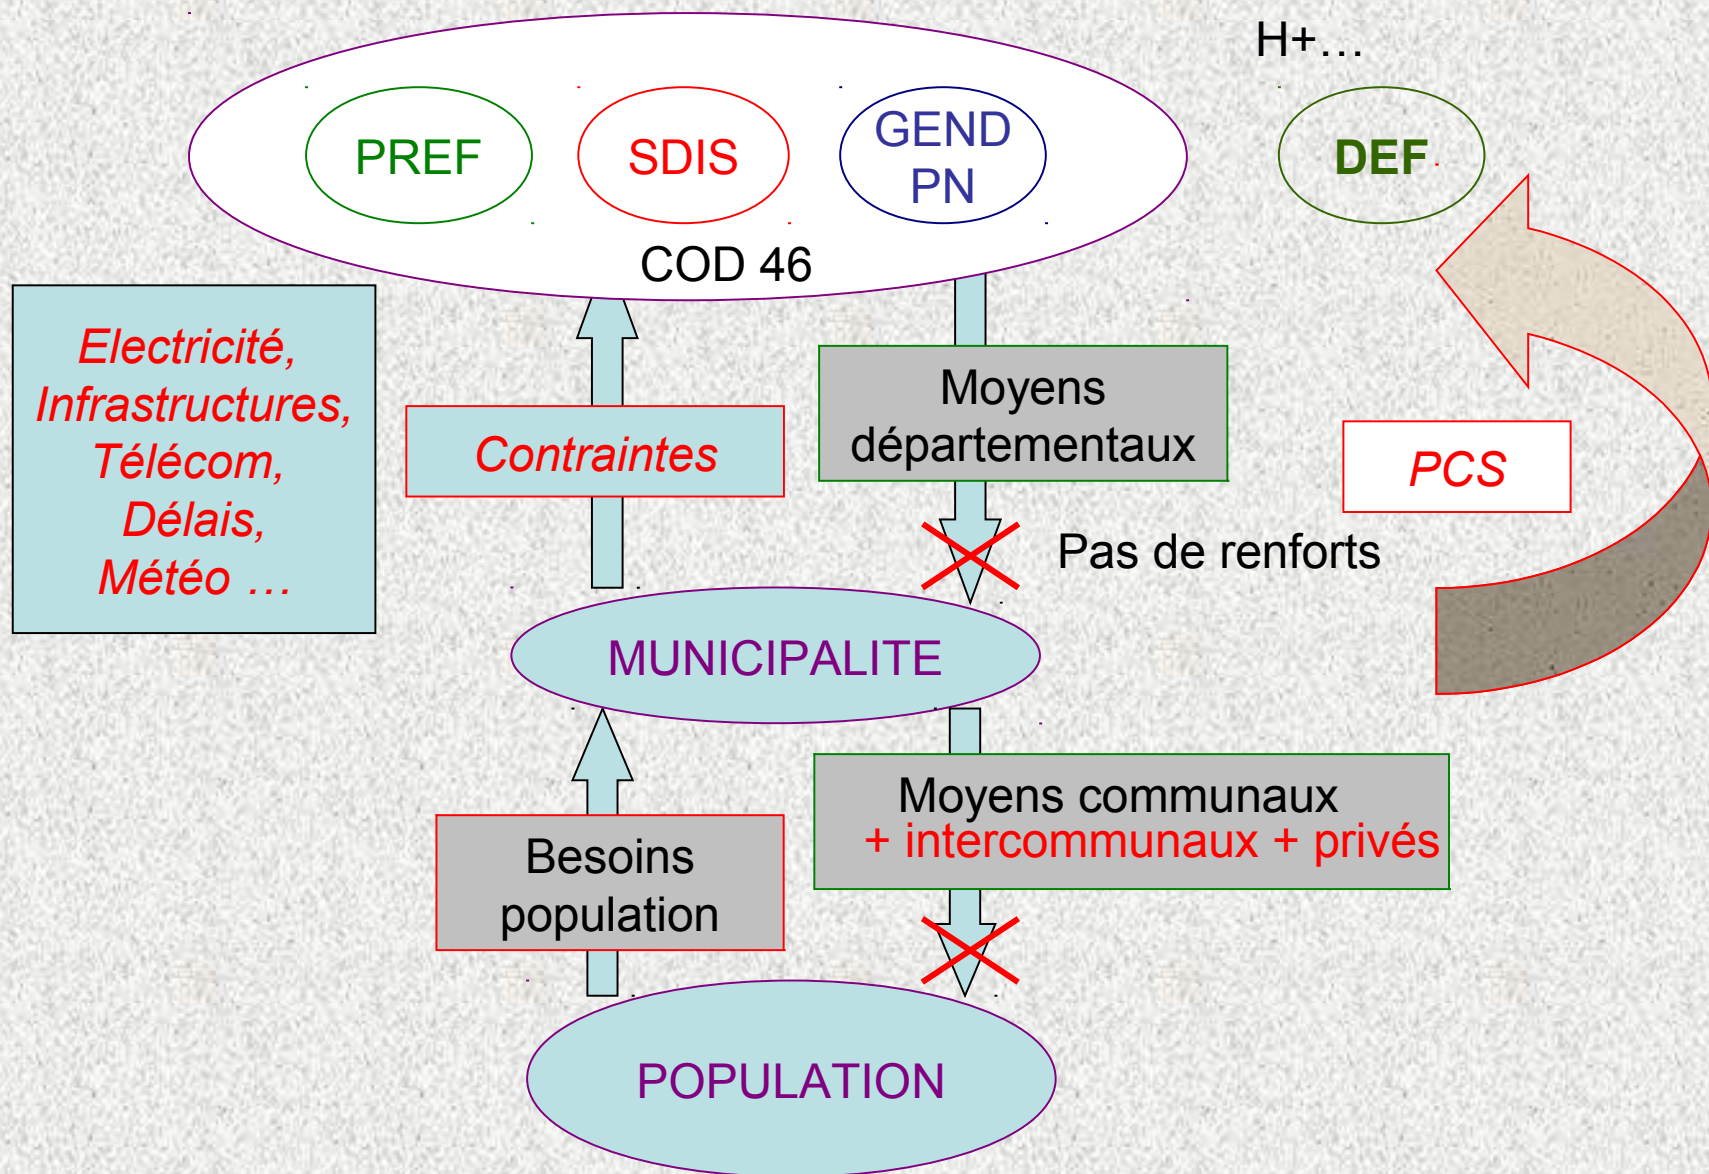 H+…
PREF
SDIS
GEND
PN
DEF
COD 46
Electricité,
Infrastructures,
Télécom,
Délais,
Météo …
Contraintes
Moyens
départementaux
PCS
Pas de renforts
MUNICIPALITE
Moyens communaux
+ intercommunaux + privés
Besoins
population
POPULATION